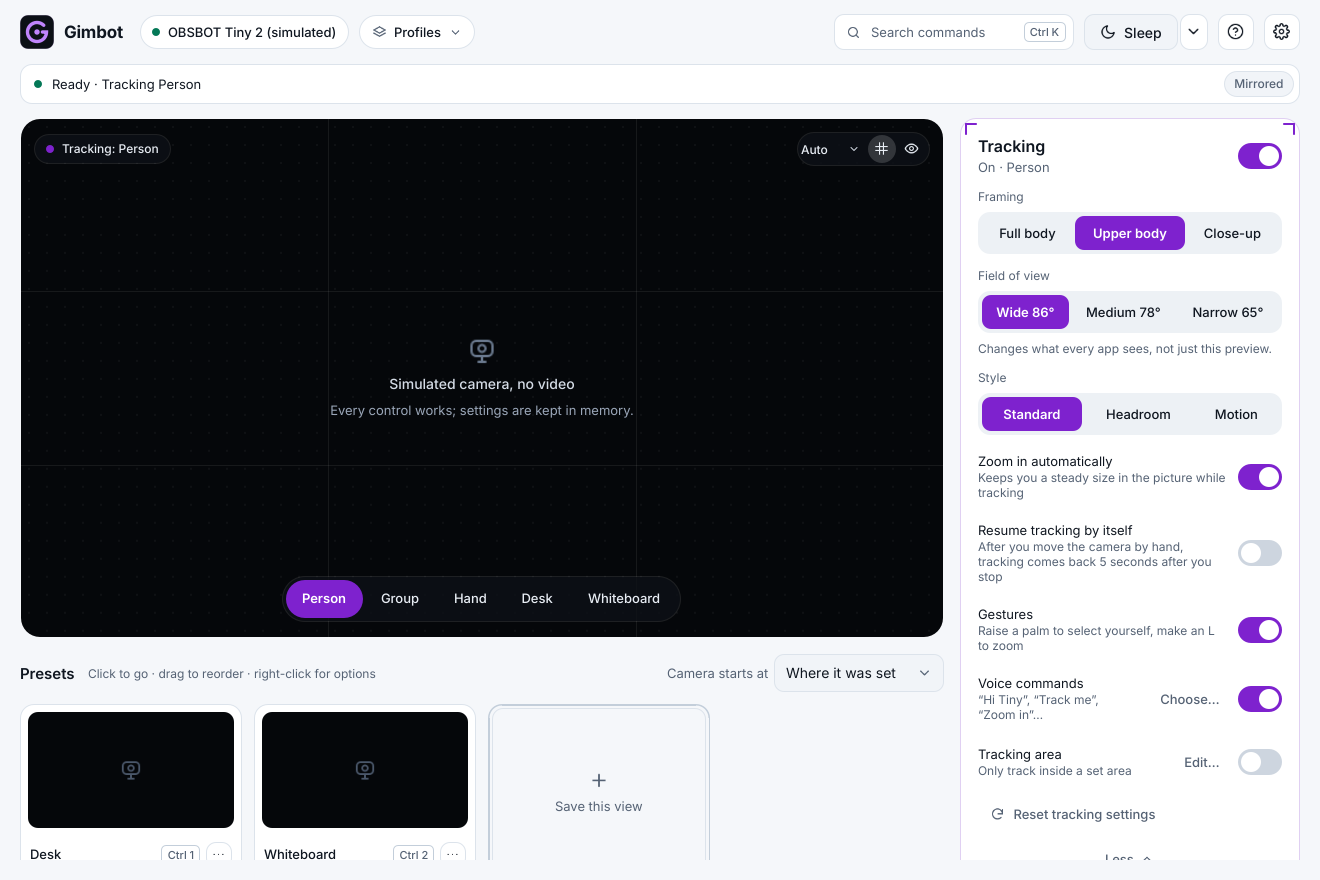 Gimbot
OBSBOT Tiny 2 (simulated)
Profiles
Search commands
Ctrl K
Sleep
Ready · Tracking Person
Mirrored
Tracking: Person
Auto
Simulated camera, no video
Every control works; settings are kept in memory.
Person
Group
Hand
Desk
Whiteboard
Presets
Click to go · drag to reorder · right-click for options
Camera starts at
Where it was set
Desk
Ctrl 1
Whiteboard
Ctrl 2
Save this view
Tracking
On · Person
Framing
Full body
Upper body
Close-up
Field of view
Wide 86°
Medium 78°
Narrow 65°
Changes what every app sees, not just this preview.
Style
Standard
Headroom
Motion
Zoom in automatically
Keeps you a steady size in the picture while
tracking
Resume tracking by itself
After you move the camera by hand,
tracking comes back 5 seconds after you
stop
Gestures
Raise a palm to select yourself, make an L
to zoom
Voice commands
“Hi Tiny”, “Track me”,
“Zoom in”...
Choose...
Tracking area
Only track inside a set area
Edit...
Reset tracking settings
Less